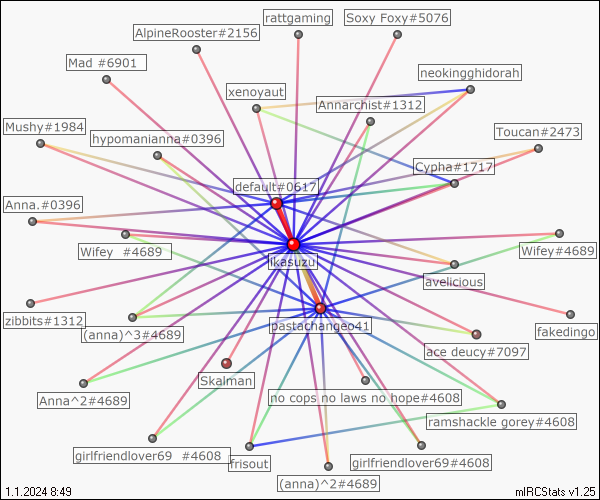 rattgaming
Soxy Foxy#5076
AlpineRooster#2156
Mad #6901
neokingghidorah
xenoyaut
Annarchist#1312
Mushy#1984
hypomanianna#0396
Toucan#2473
Cypha#1717
default#0617
Anna.#0396
Wifey #4689
Wifey#4689
ikasuzu
avelicious
zibbits#1312
(anna)^3#4689
pastachangeo41
fakedingo
ace deucy#7097
Skalman
no cops no laws no hope#4608
Anna^2#4689
ramshackle gorey#4608
girlfriendlover69 #4608
frisout
girlfriendlover69#4608
(anna)^2#4689
1.1.2024 8:49
mIRCStats v1.25